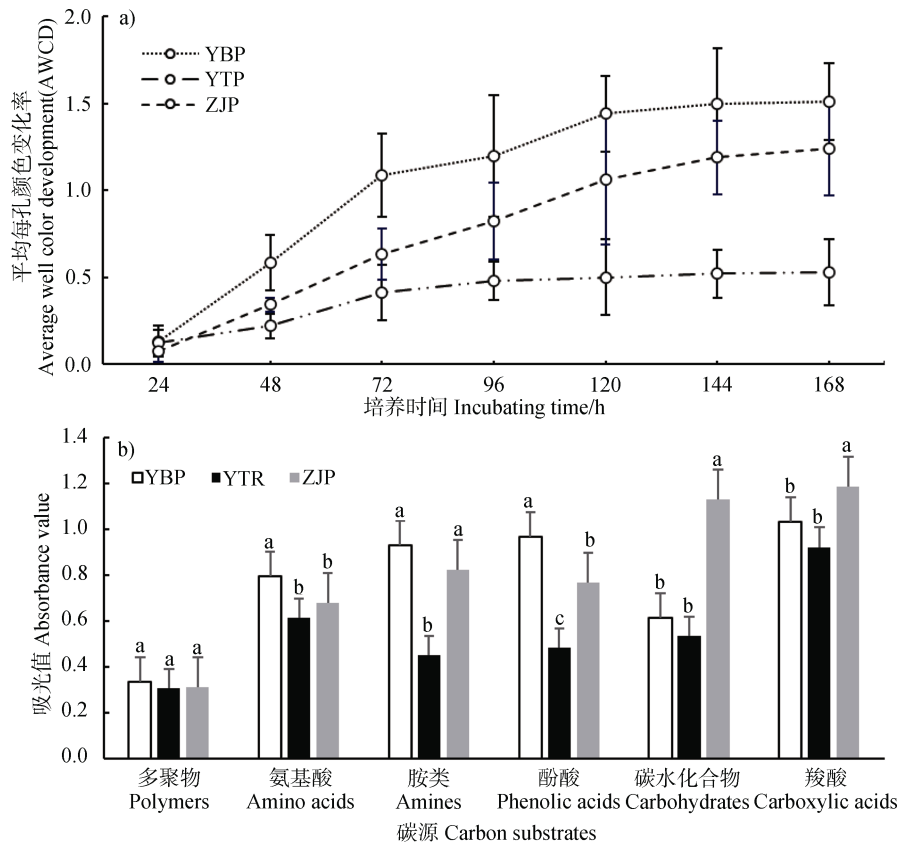 a)
YBP
YTP
ZJP
平均每孔颜色变化率
Average well color development(AWCD)
2.0
1.5
1.0
0.5
0.0
24 48 72 96 120 144 168
培养时间 Incubating time/h
b)
YBP YTR ZJP
吸光值 Absorbance value
1.4
1.2
1.0
0.8
0.6
0.4
0.2
0.0
a a a
a b b
a b a
a c b
b b a
b b a
多聚物 氨基酸 胺类 酚酸 碳水化合物 羧酸
Polymers Amino acids Amines Phenolic acids Carbohydrates Carboxylic acids
碳源 Carbon substrates